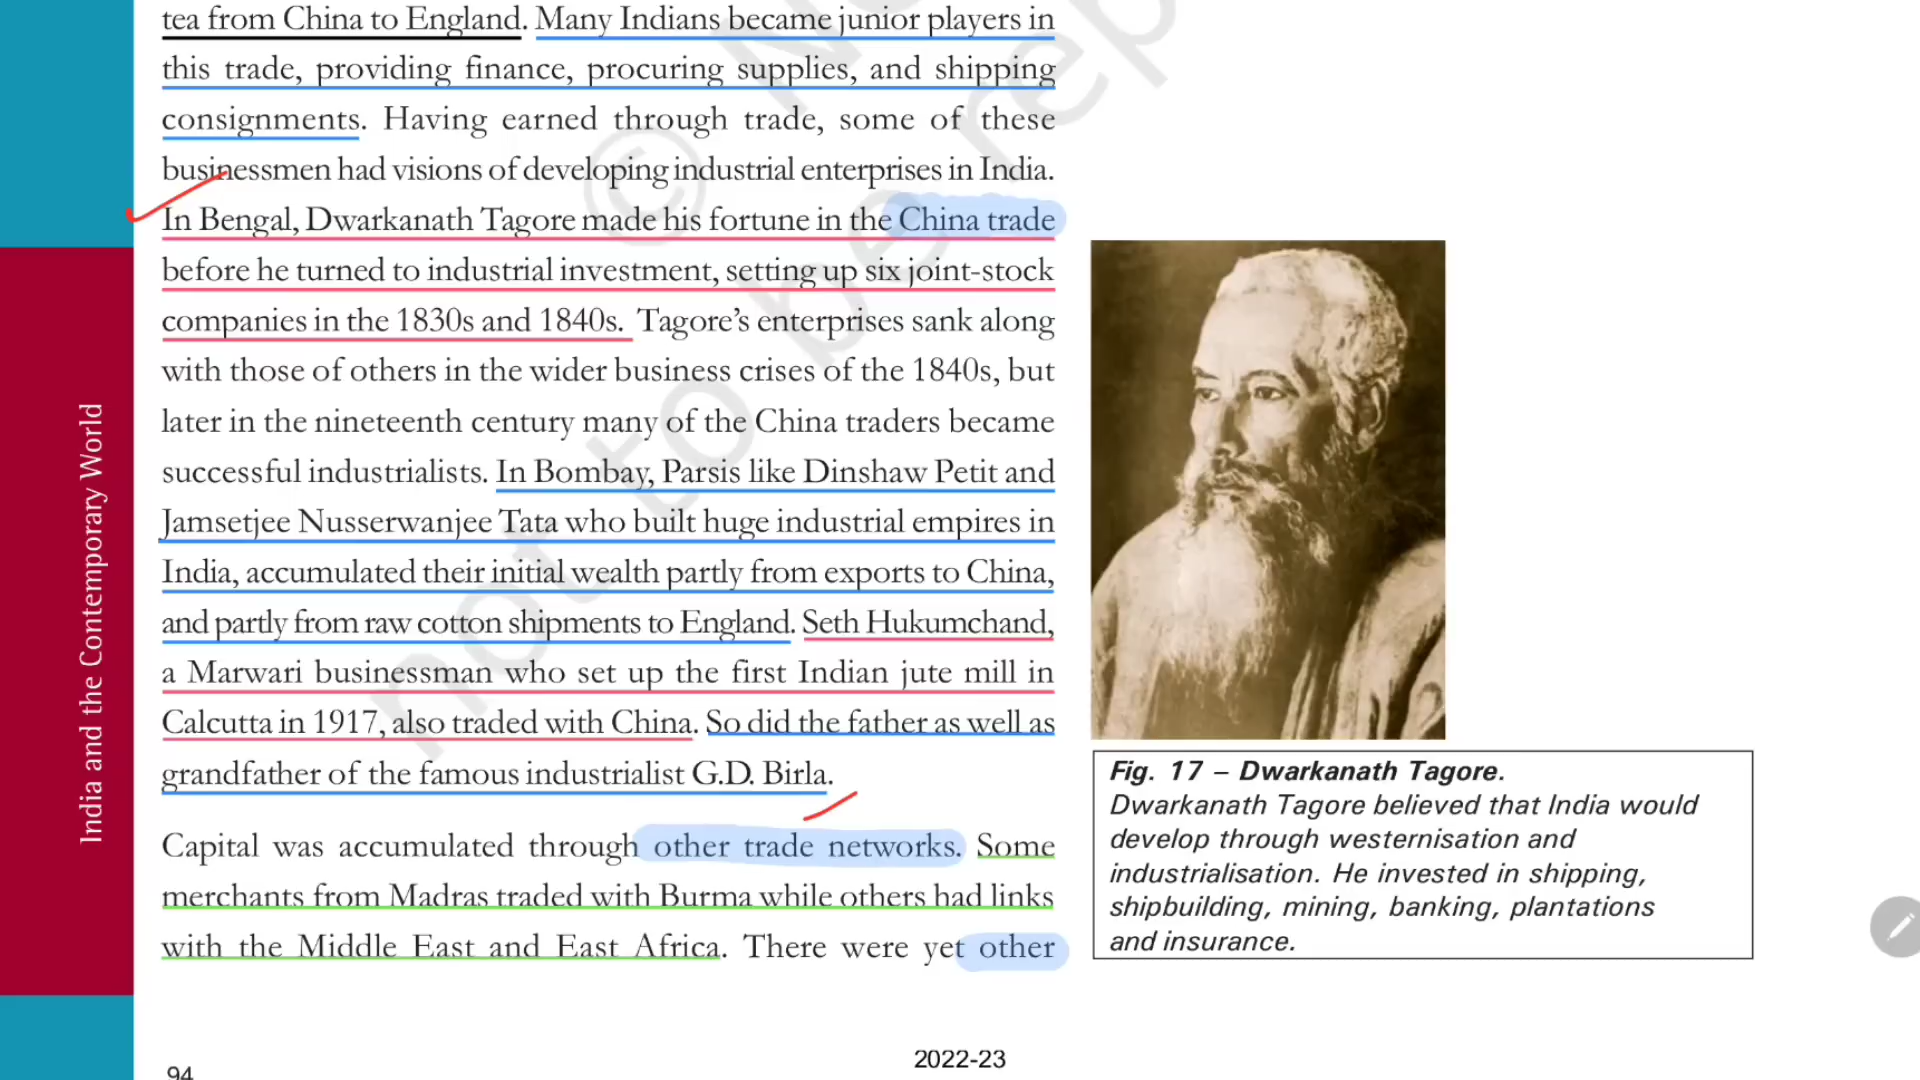 tea from China to England. Many Indians became junior players in
this trade, providing finance, procuring supplies, and shipping
consignments. Having earned through trade, some of these
businessmen had visions of developing industrial enterprises in India.
In Bengal, Dwarkanath Tagore made his fortune in the China trade
before he turned to industrial investment, setting up six joint-stock
companies in the 1830s and 1840s. Tagore’s enterprises sank along
with those of others in the wider business crises of the 1840s, but
later in the nineteenth century many of the China traders became
successful industrialists. In Bombay, Parsis like Dinshaw Petit and
Jamsetjee Nusserwanjee Tata who built huge industrial empires in
India, accumulated their initial wealth partly from exports to China,
and partly from raw cotton shipments to England. Seth Hukumchand,
a Marwari businessman who set up the first Indian jute mill in
Calcutta in 1917, also traded with China. So did the father as well as
grandfather of the famous industrialist G.D. Birla.
Capital was accumulated through other trade networks. Some
merchants from Madras traded with Burma while others had links
with the Middle East and East Africa. There were yet other
Fig. 17 – Dwarkanath Tagore.
Dwarkanath Tagore believed that India would
develop through westernisation and
industrialisation. He invested in shipping,
shipbuilding, mining, banking, plantations
and insurance.
India and the Contemporary World
94
2022-23
©
not to be rep